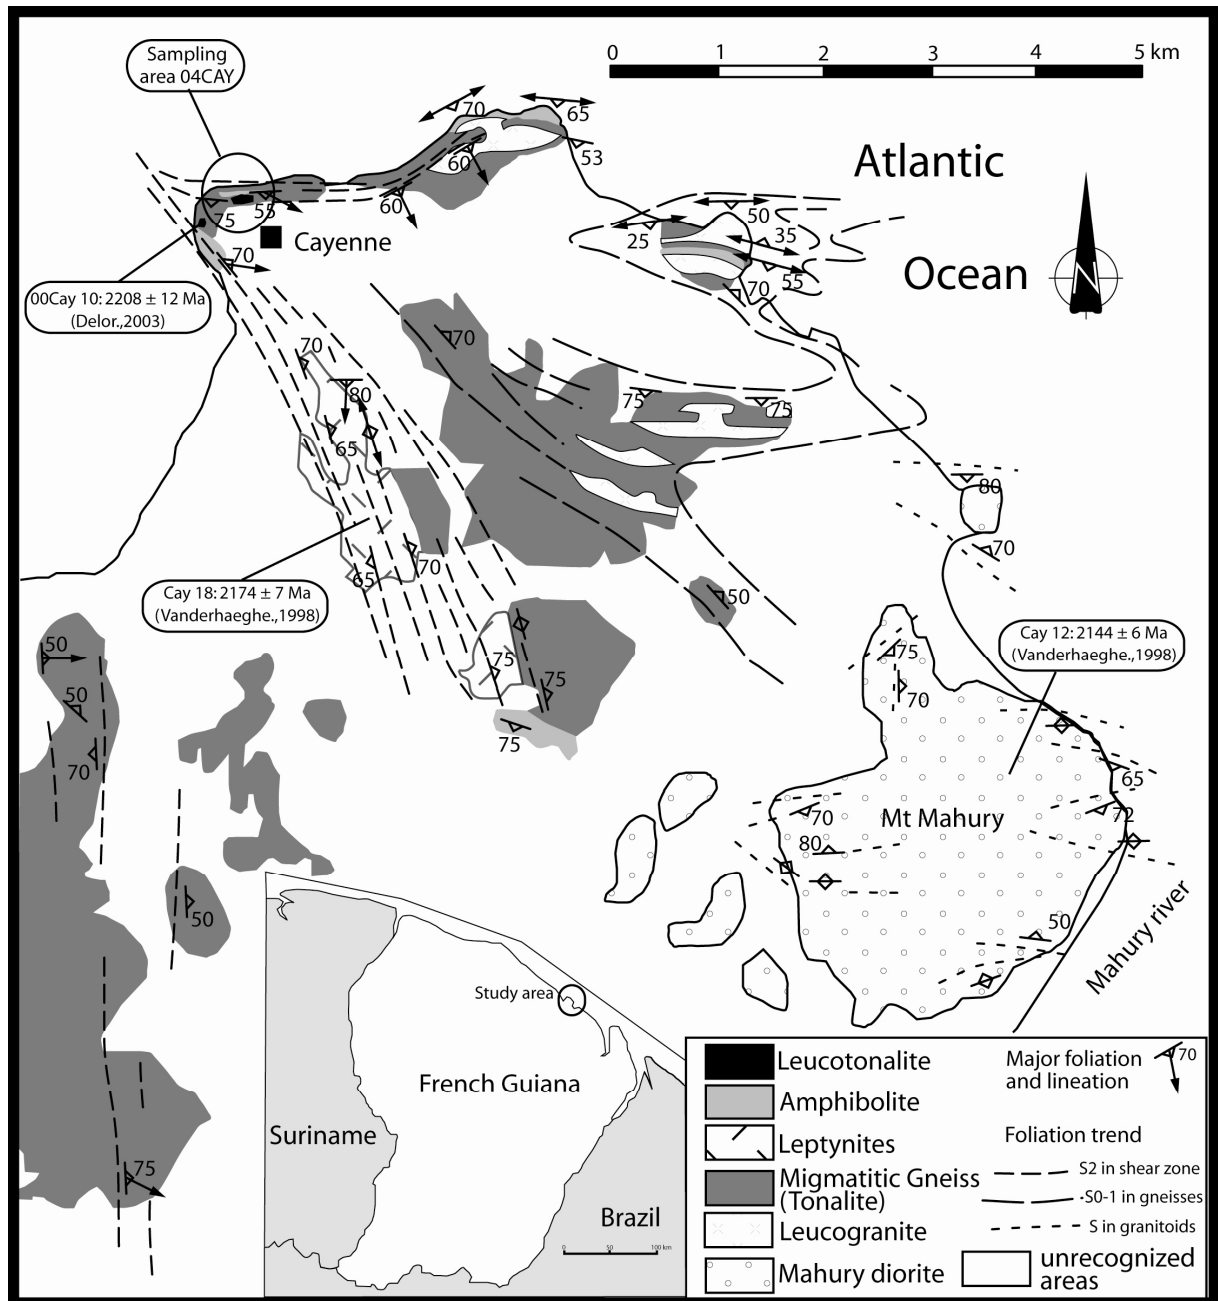 Sampling
area 04CAY
0 1 2 3 4 5 km
70
65
53
60
Atlantic
75
55
60
50
25
35
Cayenne
70
Ocean
55
70
N
00Cay 10: 2208 ± 12 Ma
(Delor.,2003)
70
70
80
75
75
65
80
70
65
70
Cay 18: 2174 ± 7 Ma
(Vanderhaeghe.,1998)
50
Cay 12: 2144 ± 6 Ma
(Vanderhaeghe.,1998)
50
75
75
75
70
50
75
70
65
70
72
Mt Mahury
80
50
50
Mahury river
Study area
French Guiana
Suriname
Brazil
0 50 100 km
75
Leucotonalite
Amphibolite
Leptynites
Migmatitic Gneiss
(Tonalite)
Leucogranite
Mahury diorite
Major foliation
and lineation
70
Foliation trend
S2 in shear zone
S0-1 in gneisses
S in granitoids
unrecognized
areas